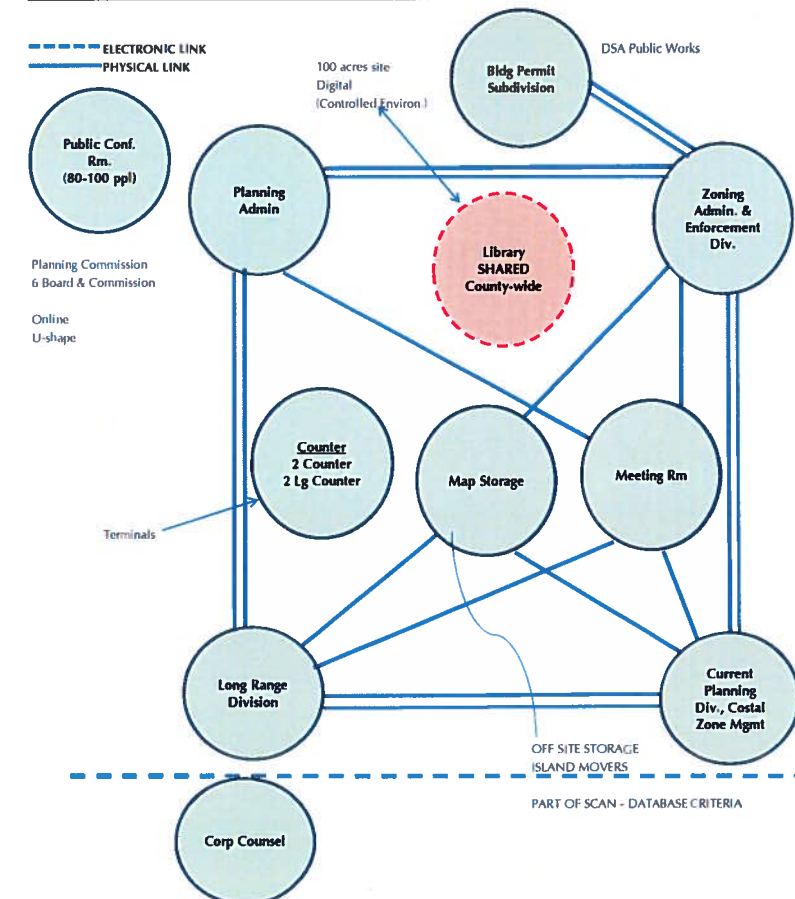 ELECTRONIC LINK
PHYSICAL LINK
100 acres site
Digital
(Controlled Environ.)
Bldg Permit
Subdivision
DSA Public Works
Public Conf.
Rm.
(80-100 ppl)
Planning
Admin
Zoning
Admin. &
Enforcement
Div.
Library
SHARED
County-wide
Planning Commission
6 Board & Commission
Online
U-shape
Counter
2 Counter
2 Lg Counter
Map Storage
Meeting Rm
Terminals
Long Range
Division
Current
Planning
Div., Costal
Zone Mgmt
OFF SITE STORAGE
ISLAND MOVERS
PART OF SCAN - DATABASE CRITERIA
Corp Counsel